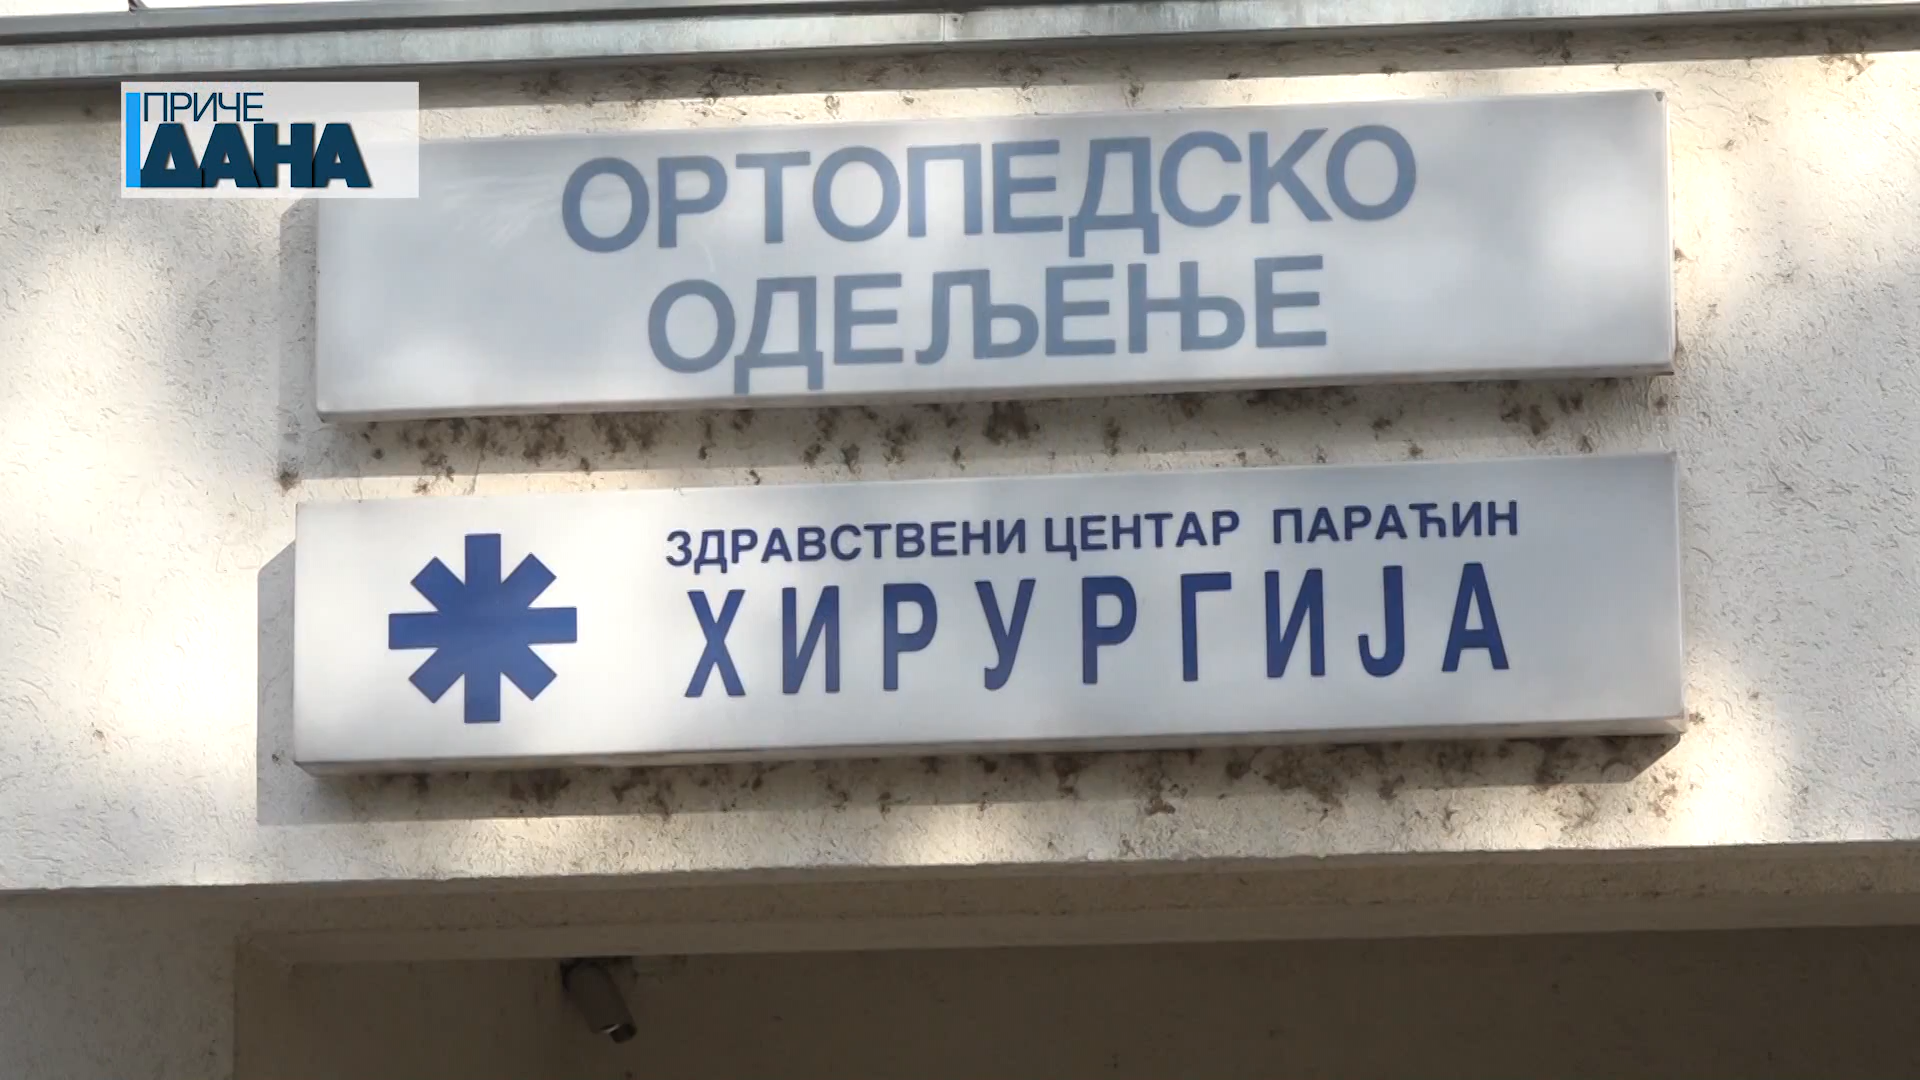 ПРИЧЕ
ДАНА
ОРТОПЕДСКО
ОДЕЉЕЊЕ
ЗДРАВСТВЕНИ ЦЕНТАР ПАРАЋИН
ХИРУРГИЈА